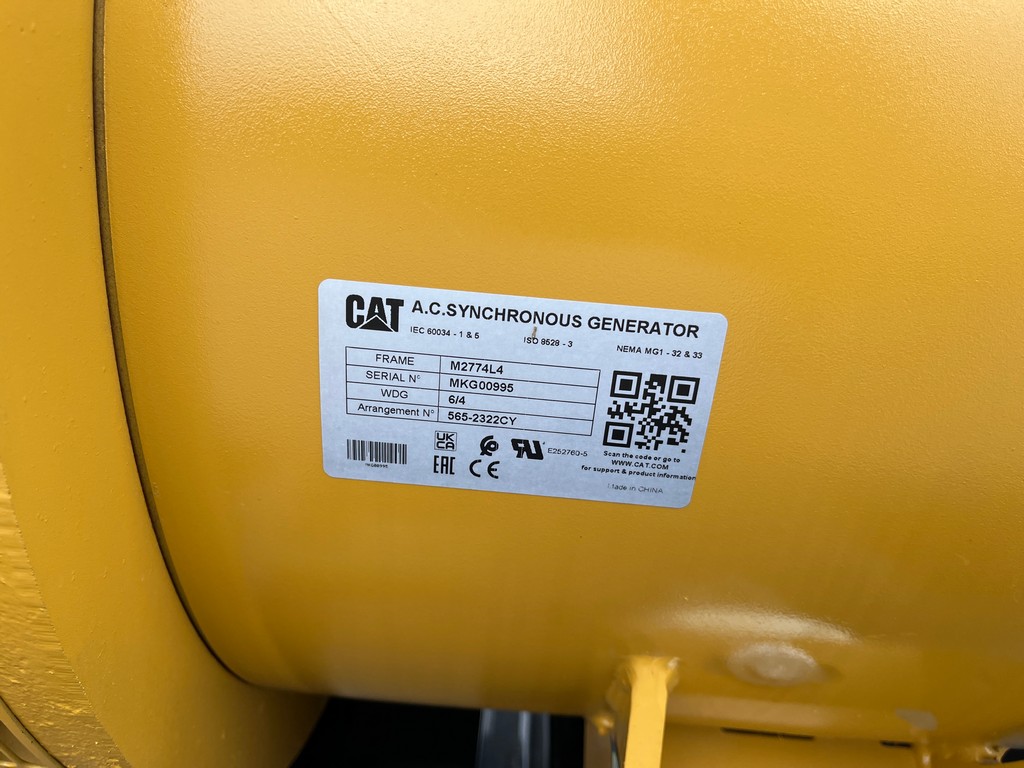 CAT A.C.SYNCHRONOUS GENERATOR
IEC 60034 - 1 & 5 ISO 8528 - 3 NEMA MG1 - 32 & 33
FRAME M2774L4
SERIAL N° MKG00995
WDG 6/4
Arrangement N° 565-2322CY
UK
CA
E252760-5
EAC CE
MKG00995
Scan the code or go to
WWW.CAT.COM
for support & product information
Made in CHINA